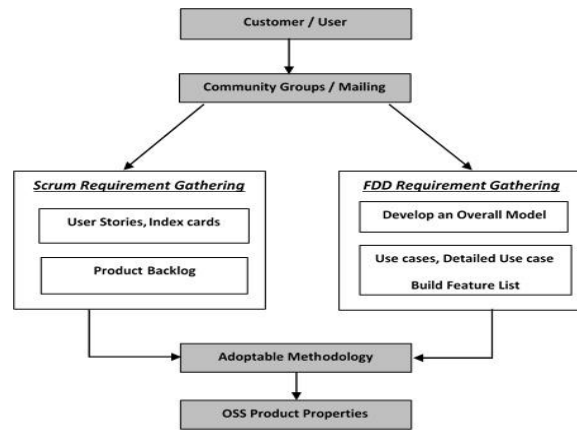 Customer / User
Community Groups / Mailing
Scrum Requirement Gathering
User Stories, Index cards
Product Backlog
FDD Requirement Gathering
Develop an Overall Model
Use cases, Detailed Use case
Build Feature List
Adoptable Methodology
OSS Product Properties